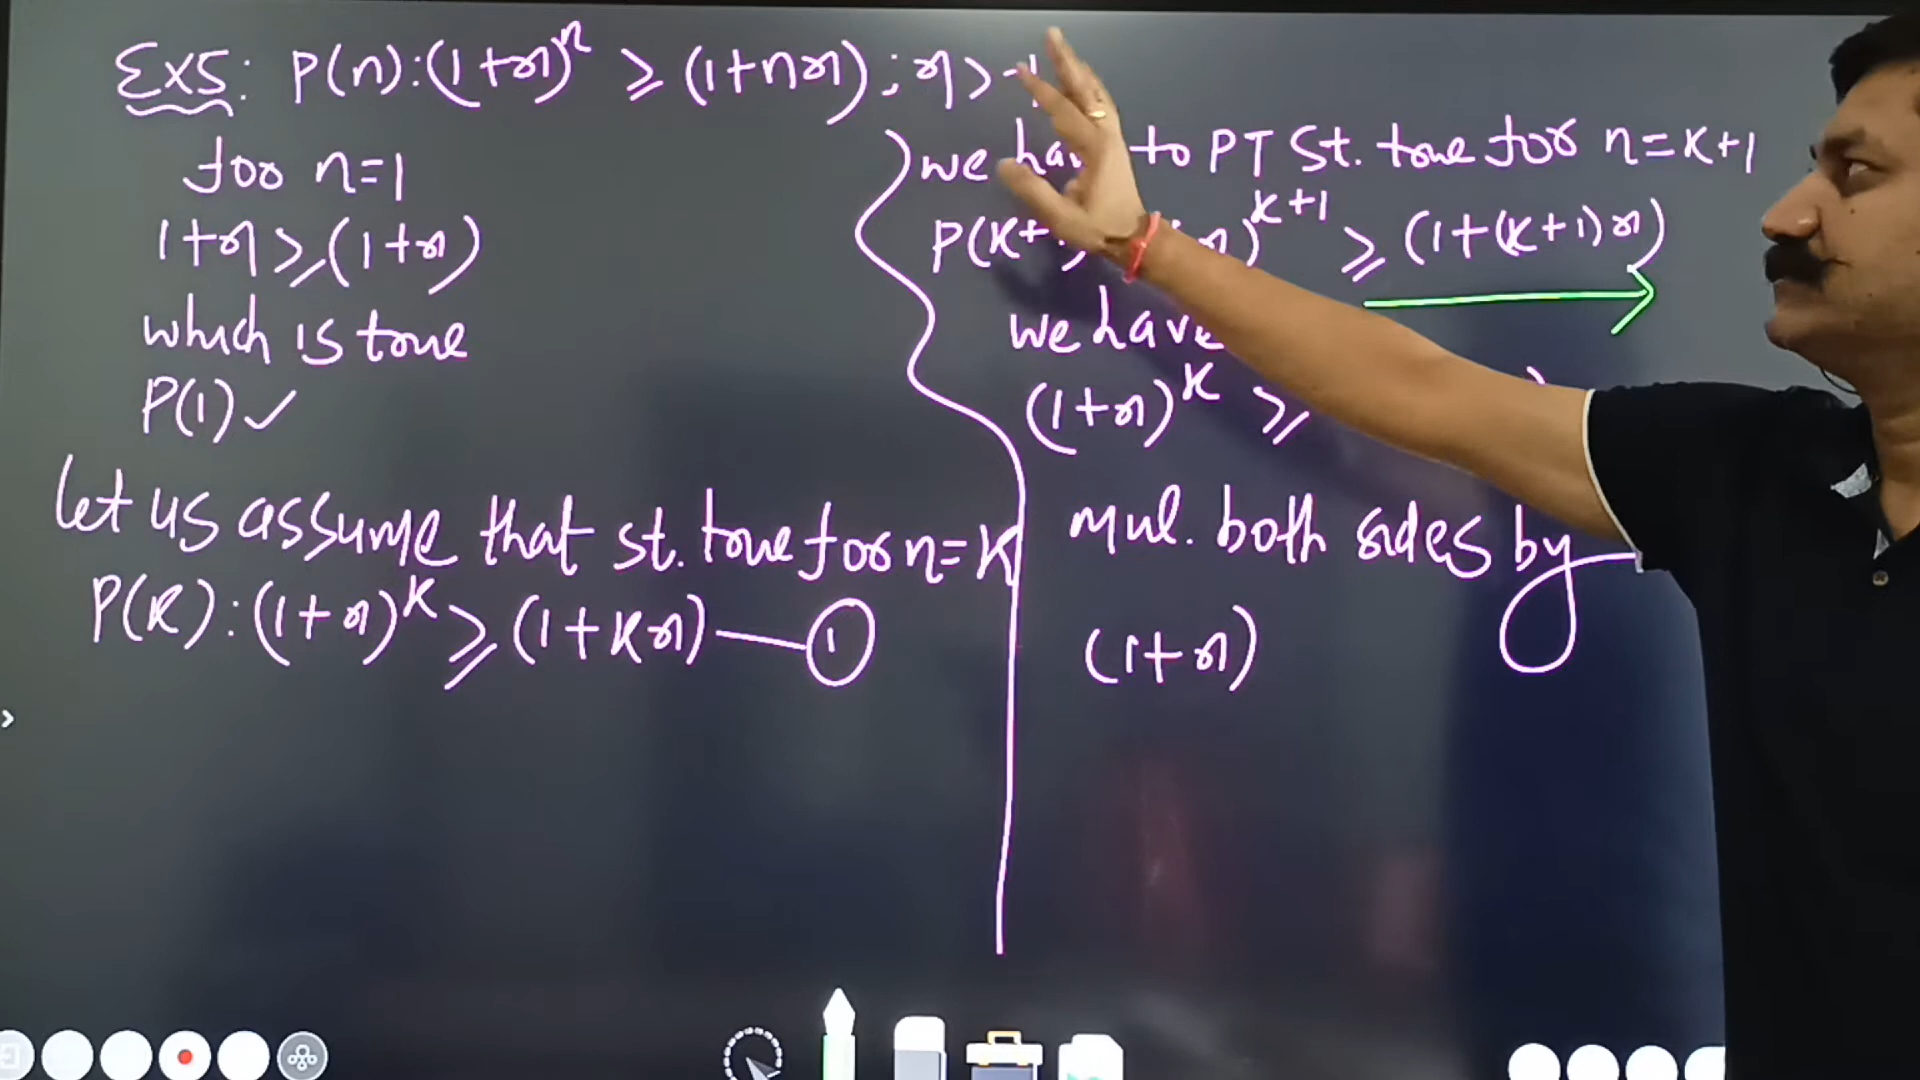 Ex5: P(n):(1+x)ⁿ ≥ (1+nx) ; x > -1
for n=1
1+x ≥ (1+x)
which is true
P(1) ✓
Let us assume that st. true for n=K
P(K): (1+x)ᴷ ≥ (1+Kx) — ①
we have to PT St. true for n=K+1
P(K+ )ᴷ⁺¹ ≥ (1+(K+1)x)
we have
(1+x)ᴷ ≥
mul. both sides by
(1+x)